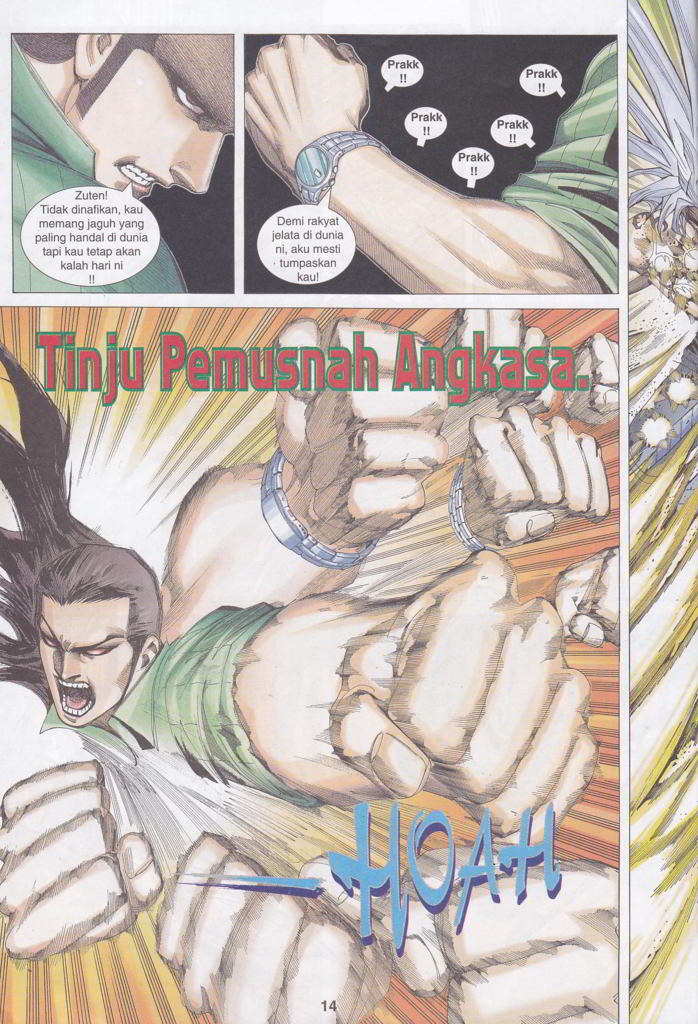 Zuten!
Tidak dinafikan, kau
memang jaguh yang
paling handal di dunia
tapi kau tetap akan
kalah hari ni
!!
Demi rakyat
jelata di dunia
ni, aku mesti
tumpaskan
kau!
Prakk
!!
Prakk
!!
Prakk
!!
Prakk
!!
Prakk
!!
Tinju Pemusnah Angkasa.
HOAH
14